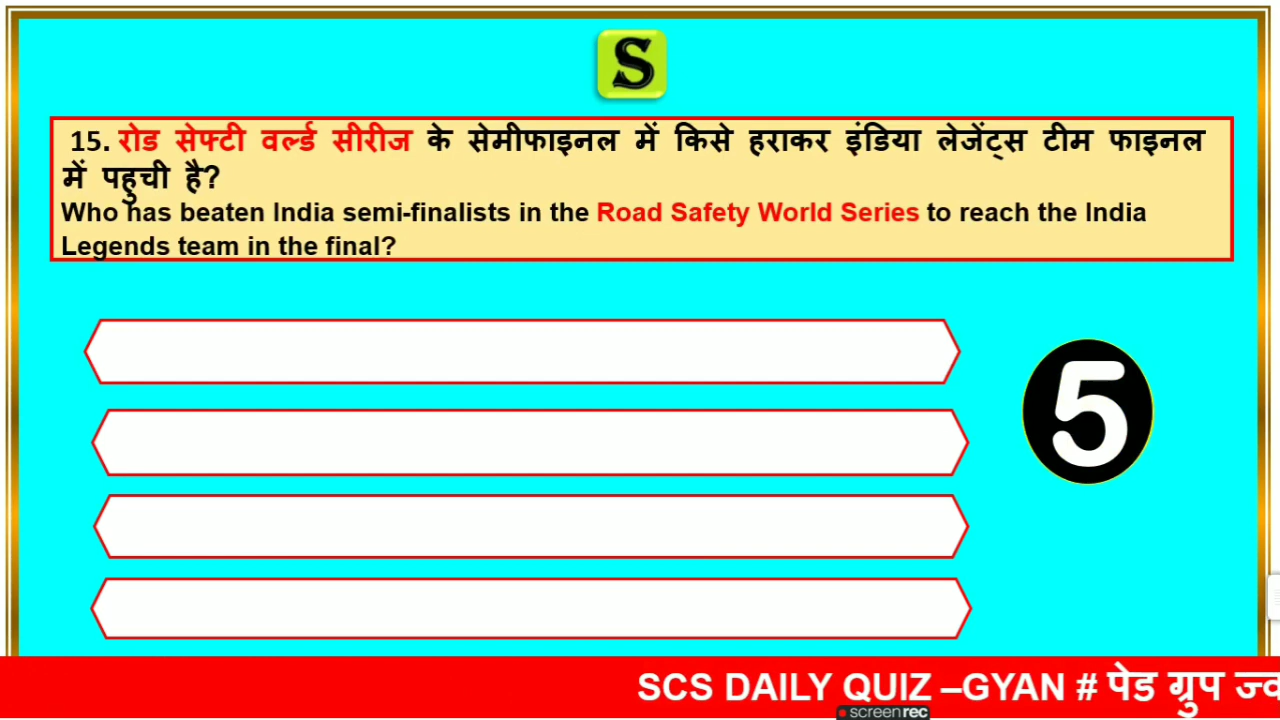 S
15. रोड सेफ्टी वर्ल्ड सीरीज के सेमीफाइनल में किसे हराकर इंडिया लेजेंट्स टीम फाइनल
में पहुची है?
Who has beaten India semi-finalists in the Road Safety World Series to reach the India
Legends team in the final?
5
SCS DAILY QUIZ –GYAN # पेड ग्रुप ज्व
screenrec